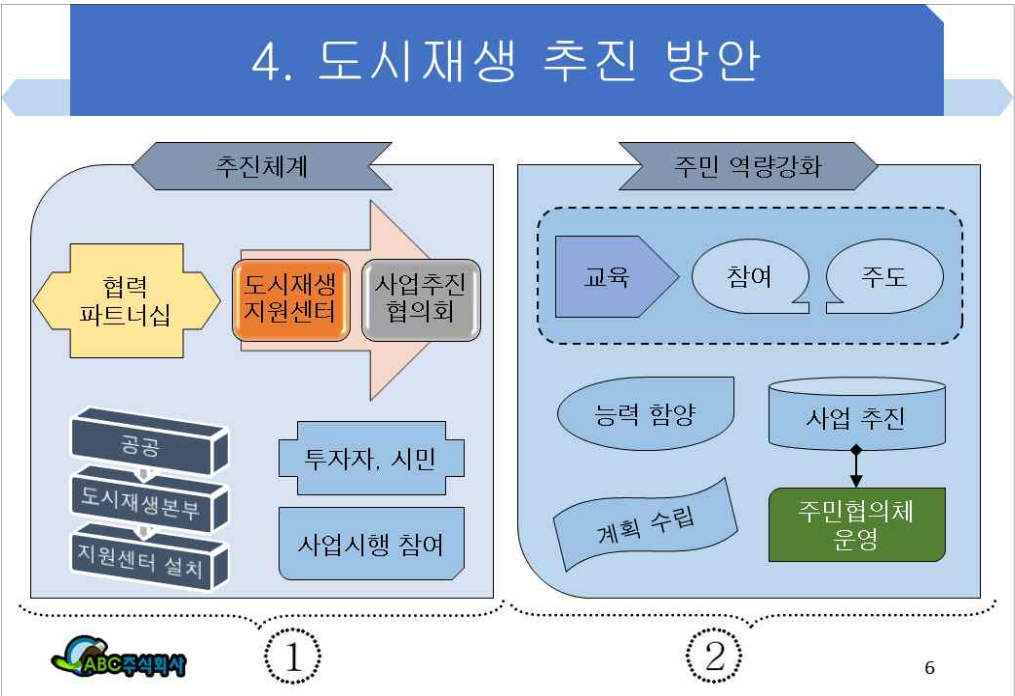 4. 도시재생 추진 방안
추진체계
협력
파트너십
도시재생
지원센터
사업추진
협의회
공공
도시재생본부
지원센터 설치
투자자, 시민
사업시행 참여
주민 역량강화
교육
참여
주도
능력 함양
사업 추진
계획 수립
주민협의체
운영
1
2
ABC주식회사
6